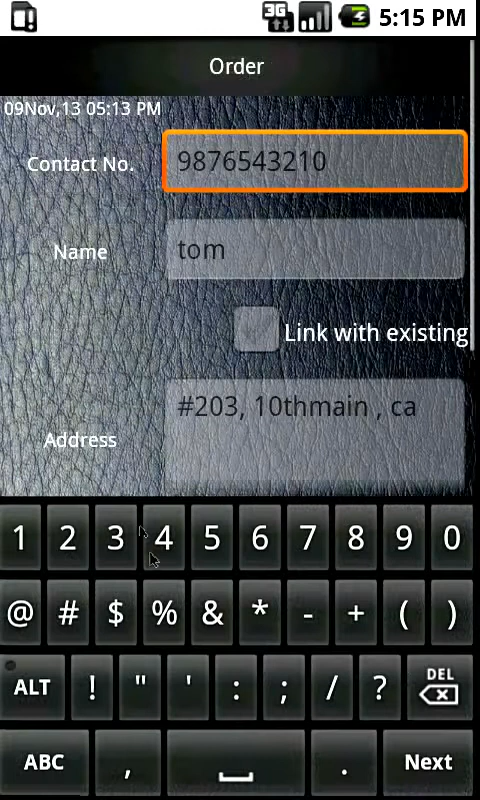 3G 5:15 PM
Order
09Nov,13 05:13 PM
Contact No. 9876543210
Name tom
Link with existing
Address #203, 10thmain , ca
1 2 3 4 5 6 7 8 9 0
@ # $ % & * - + ( )
ALT ! " ' : ; / ? DEL
ABC , . Next